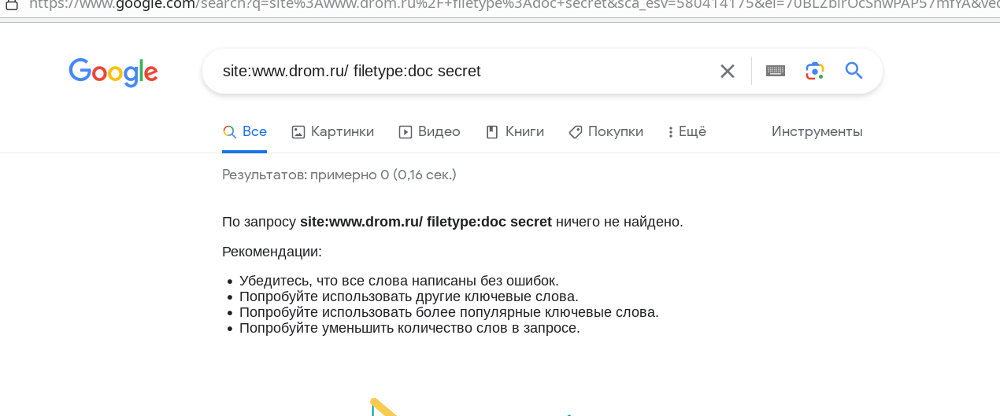 https://www.google.com/search?q=site%3Awww.drom.ru%2F+filetype%3Adoc+secret&sca_esv=580414175&ei=
Google
site:www.drom.ru/ filetype:doc secret
Все Картинки Видео Книги Покупки Ещё Инструменты
Результатов: примерно 0 (0,16 сек.)
По запросу site:www.drom.ru/ filetype:doc secret ничего не найдено.
Рекомендации:
• Убедитесь, что все слова написаны без ошибок.
• Попробуйте использовать другие ключевые слова.
• Попробуйте использовать более популярные ключевые слова.
• Попробуйте уменьшить количество слов в запросе.